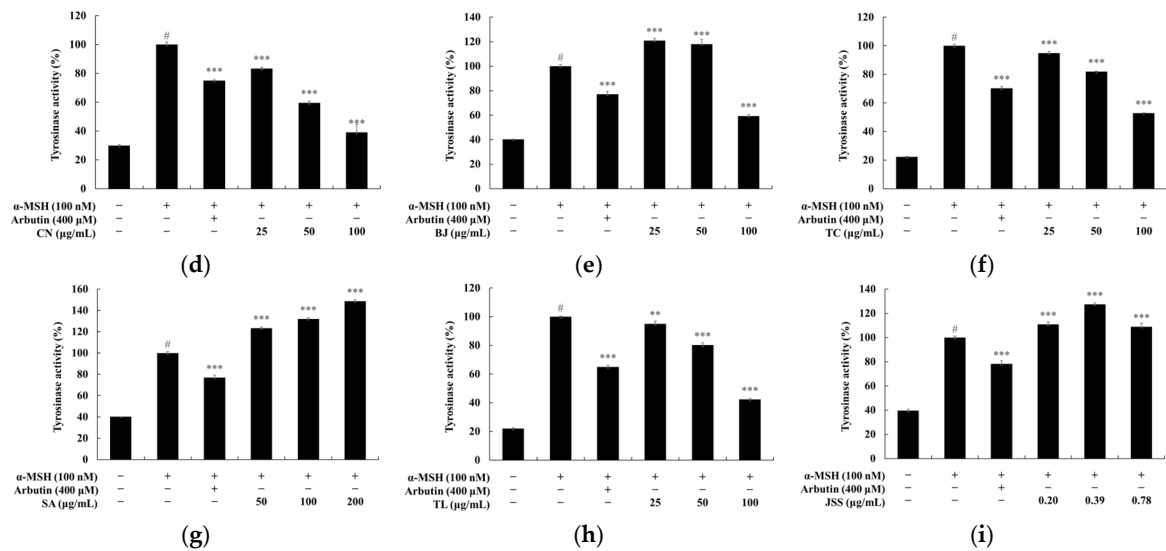 Tyrosinase activity (%)
120
100
80
60
40
20
0
#
***
***
***
***
α-MSH (100 nM) − + + + + +
Arbutin (400 μM) − − + − − −
CN (μg/mL) − − − 25 50 100
(d)
Tyrosinase activity (%)
140
120
100
80
60
40
20
0
#
***
***
***
***
α-MSH (100 nM) − + + + + +
Arbutin (400 μM) − − + − − −
BJ (μg/mL) − − − 25 50 100
(e)
Tyrosinase activity (%)
120
100
80
60
40
20
0
#
***
***
***
***
α-MSH (100 nM) − + + + + +
Arbutin (400 μM) − − + − − −
TC (μg/mL) − − − 25 50 100
(f)
Tyrosinase activity (%)
160
140
120
100
80
60
40
20
0
#
***
***
***
***
α-MSH (100 nM) − + + + + +
Arbutin (400 μM) − − + − − −
SA (μg/mL) − − − 50 100 200
(g)
Tyrosinase activity (%)
120
100
80
60
40
20
0
#
***
**
***
***
α-MSH (100 nM) − + + + + +
Arbutin (400 μM) − − + − − −
TL (μg/mL) − − − 25 50 100
(h)
Tyrosinase activity (%)
140
120
100
80
60
40
20
0
#
***
***
***
***
α-MSH (100 nM) − + + + + +
Arbutin (400 μM) − − + − − −
JSS (μg/mL) − − − 0.20 0.39 0.78
(i)